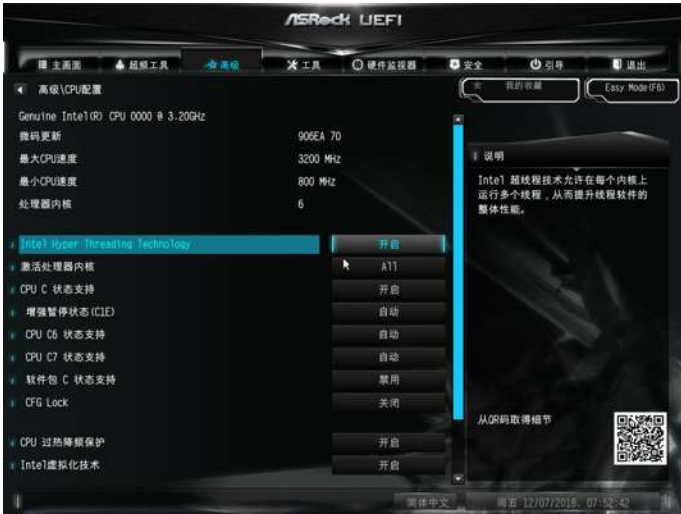 ASRock UEFI
主画面 超频工具 高级 工具 硬件监视器 安全 引导 退出
高级\CPU配置 我的收藏 Easy Mode(F6)
Genuine Intel(R) CPU 0000 @ 3.20GHz
微码更新 906EA 70
最大CPU速度 3200 MHz
最小CPU速度 800 MHz
处理器内核 6
Intel Hyper Threading Technology 开启
激活处理器内核 All
CPU C 状态支持 开启
增强暂停状态(C1E) 自动
CPU C6 状态支持 自动
CPU C7 状态支持 自动
软件包 C 状态支持 禁用
CFG Lock 关闭
CPU 过热降频保护 开启
Intel虚拟化技术 开启
说明
Intel 超线程技术允许在每个内核上
运行多个线程，从而提升线程软件的
整体性能。
从QR码取得细节
简体中文 周五 12/07/2018. 07:52:42